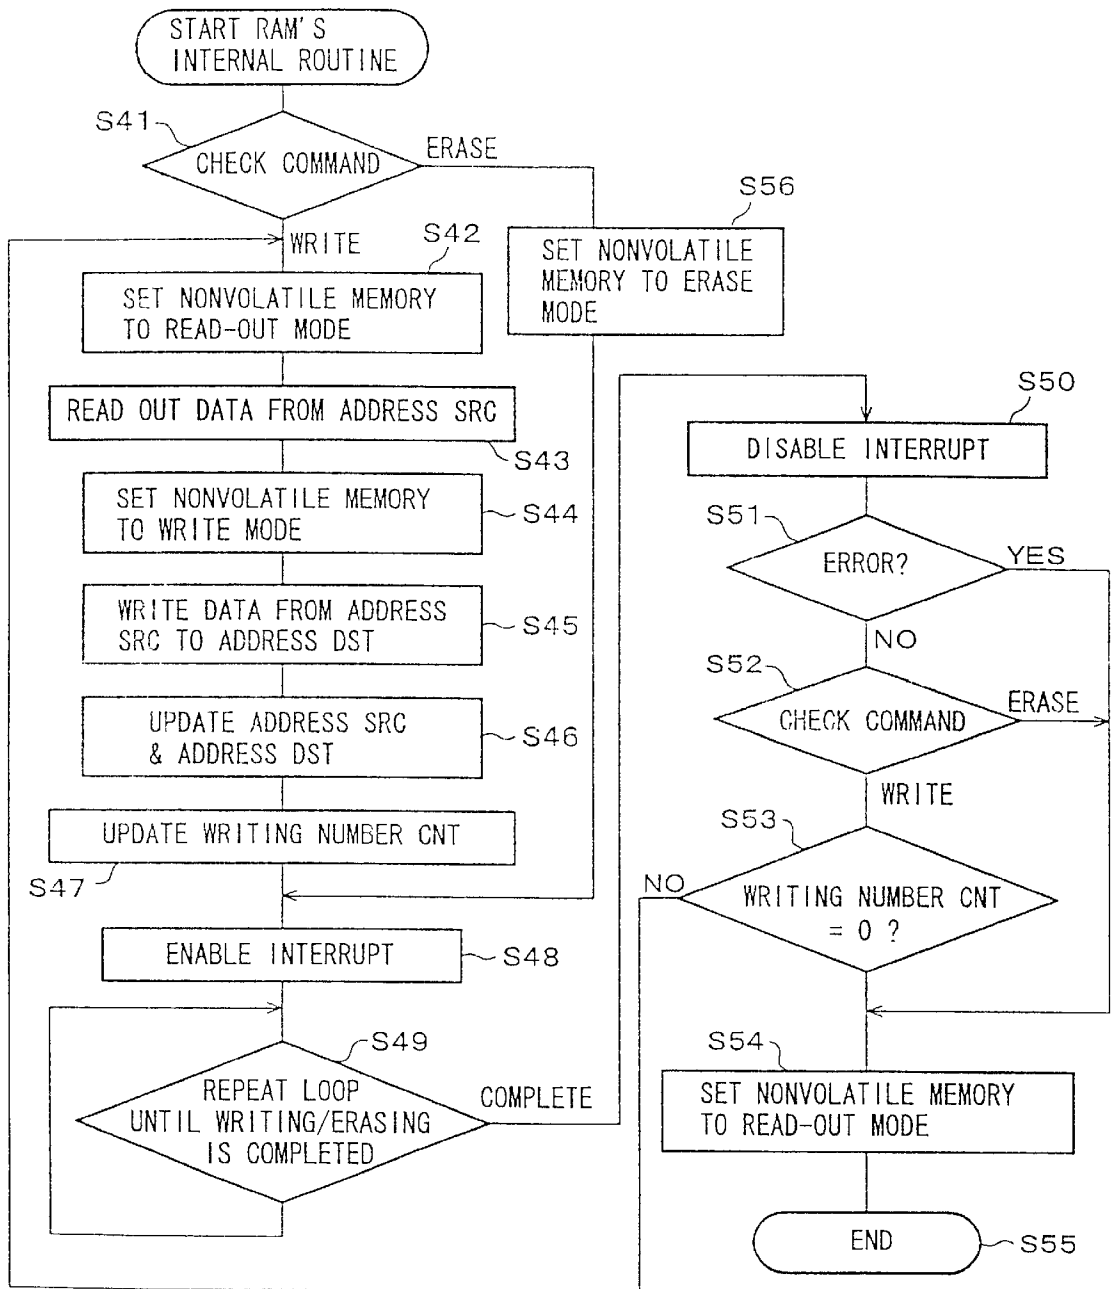 START RAM'S
INTERNAL ROUTINE
S41
CHECK COMMAND
ERASE
WRITE
S42
SET NONVOLATILE MEMORY
TO READ-OUT MODE
S56
SET NONVOLATILE
MEMORY TO ERASE
MODE
READ OUT DATA FROM ADDRESS SRC
S43
SET NONVOLATILE MEMORY
TO WRITE MODE
S44
WRITE DATA FROM ADDRESS
SRC TO ADDRESS DST
S45
UPDATE ADDRESS SRC
& ADDRESS DST
S46
UPDATE WRITING NUMBER CNT
S47
ENABLE INTERRUPT
S48
S49
REPEAT LOOP
UNTIL WRITING/ERASING
IS COMPLETED
COMPLETE
S50
DISABLE INTERRUPT
S51
ERROR?
YES
NO
S52
CHECK COMMAND
ERASE
WRITE
S53
NO
WRITING NUMBER CNT
= 0 ?
S54
SET NONVOLATILE MEMORY
TO READ-OUT MODE
END
S55